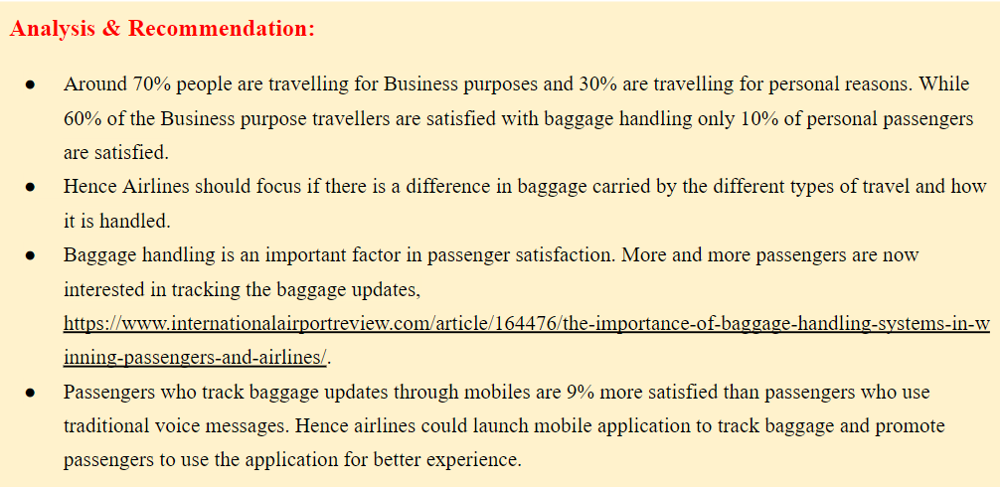 Analysis & Recommendation:
● Around 70% people are travelling for Business purposes and 30% are travelling for personal reasons. While
60% of the Business purpose travellers are satisfied with baggage handling only 10% of personal passengers
are satisfied.
● Hence Airlines should focus if there is a difference in baggage carried by the different types of travel and how
it is handled.
● Baggage handling is an important factor in passenger satisfaction. More and more passengers are now
interested in tracking the baggage updates,
https://www.internationalairportreview.com/article/164476/the-importance-of-baggage-handling-systems-in-w
inning-passengers-and-airlines/.
● Passengers who track baggage updates through mobiles are 9% more satisfied than passengers who use
traditional voice messages. Hence airlines could launch mobile application to track baggage and promote
passengers to use the application for better experience.